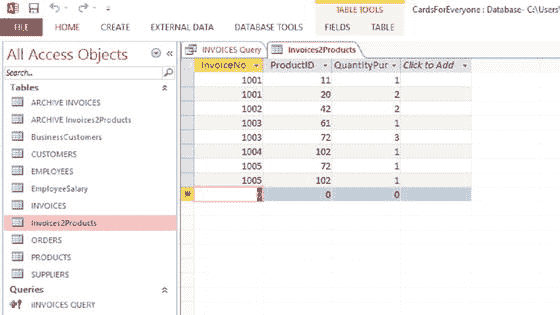 TABLE TOOLS CardsForEveryone : Database- C:\Users\
FILE HOME CREATE EXTERNAL DATA DATABASE TOOLS FIELDS TABLE
All Access Objects
Search...
Tables
ARCHIVE INVOICES
ARCHIVE Invoices2Products
BusinessCustomers
CUSTOMERS
EMPLOYEES
EmployeeSalary
INVOICES
Invoices2Products
ORDERS
PRODUCTS
SUPPLIERS
Queries
INVOICES QUERY
INVOICES Query Invoices2Products
InvoiceNo ProductID QuantityPur Click to Add
1001 11 1
1001 20 2
1002 42 2
1003 61 1
1003 72 3
1004 102 1
1005 72 1
1005 102 1
0 0